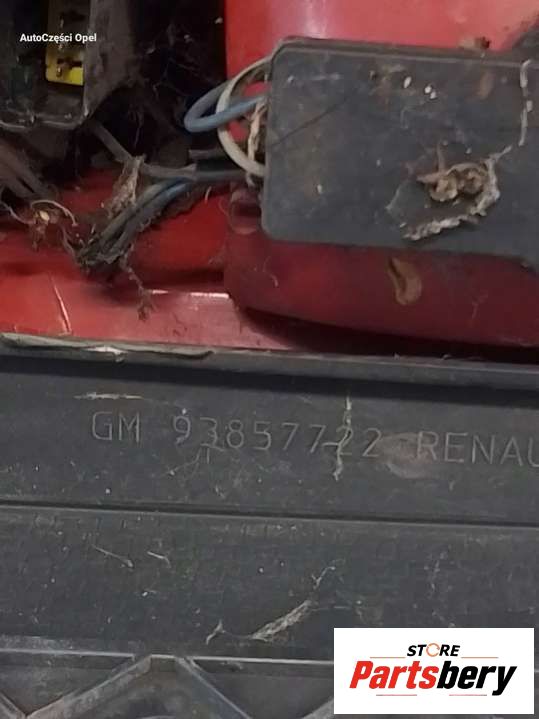 AutoCzęści Opel
GM 93857722 RENAU
STORE
Partsbery